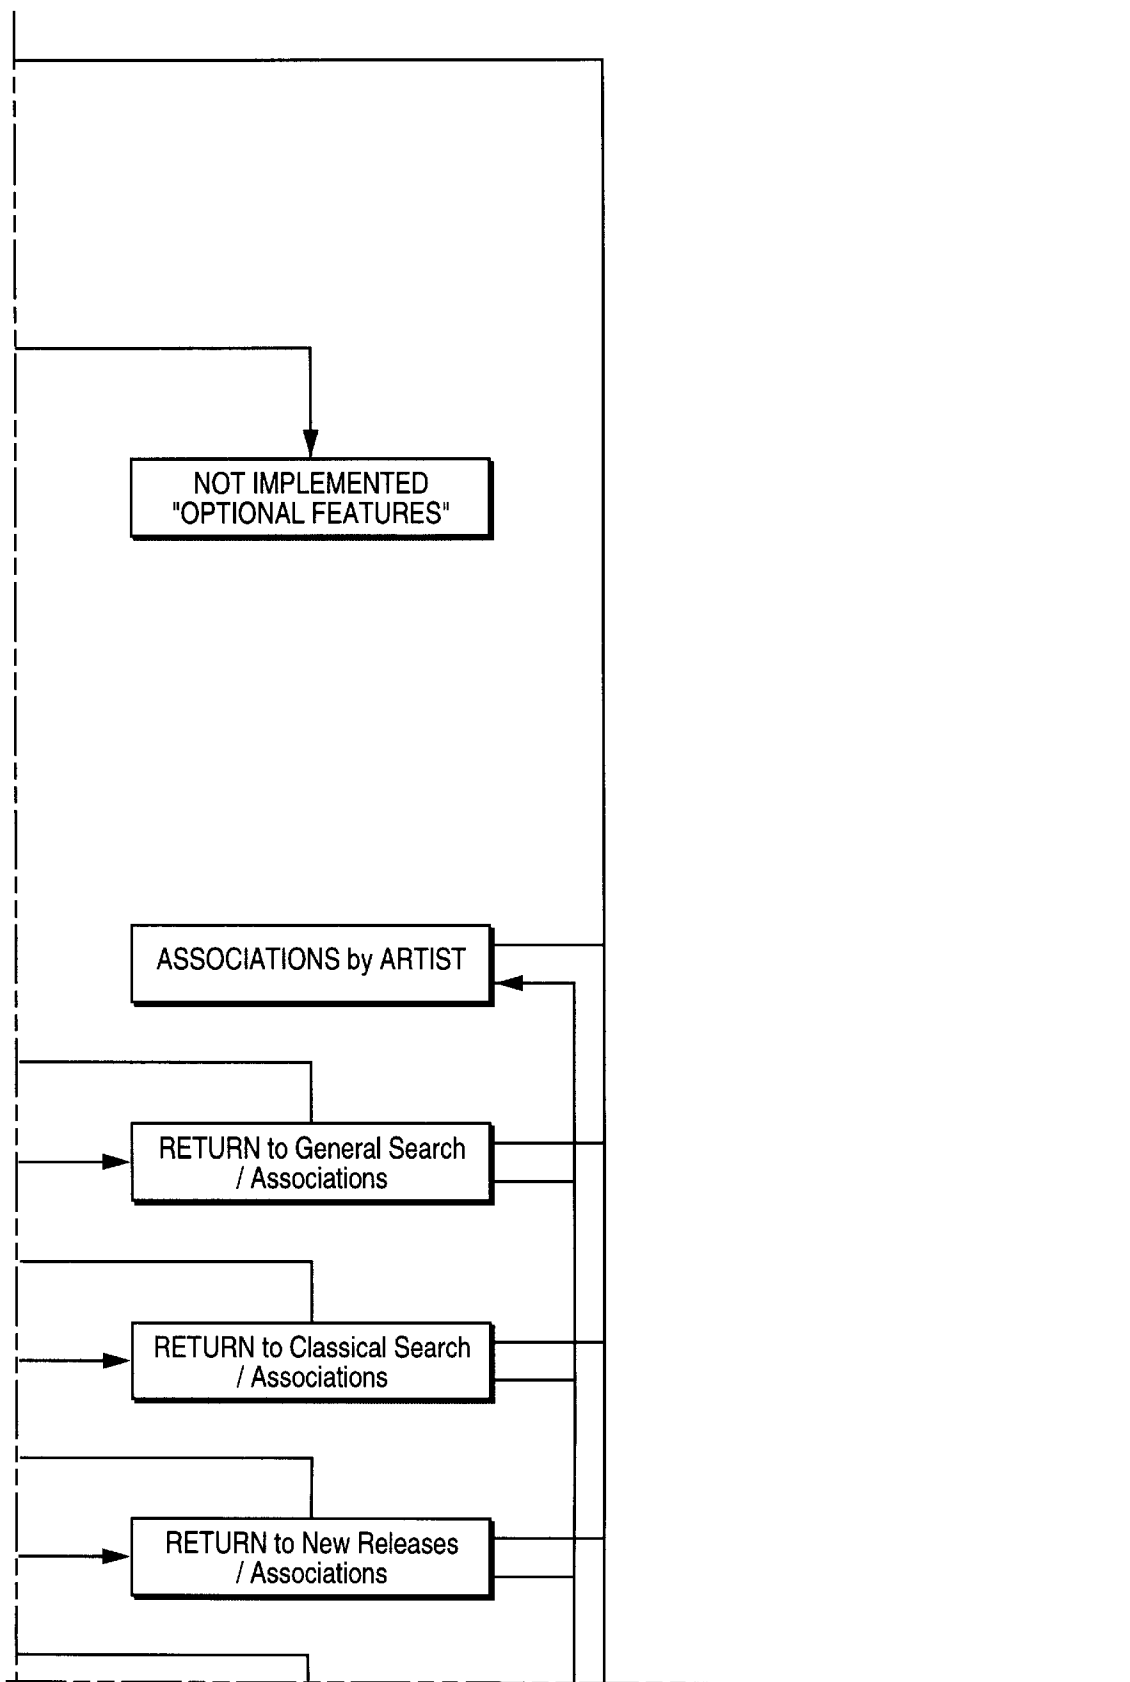 NOT IMPLEMENTED
"OPTIONAL FEATURES"
ASSOCIATIONS by ARTIST
RETURN to General Search
/ Associations
RETURN to Classical Search
/ Associations
RETURN to New Releases
/ Associations